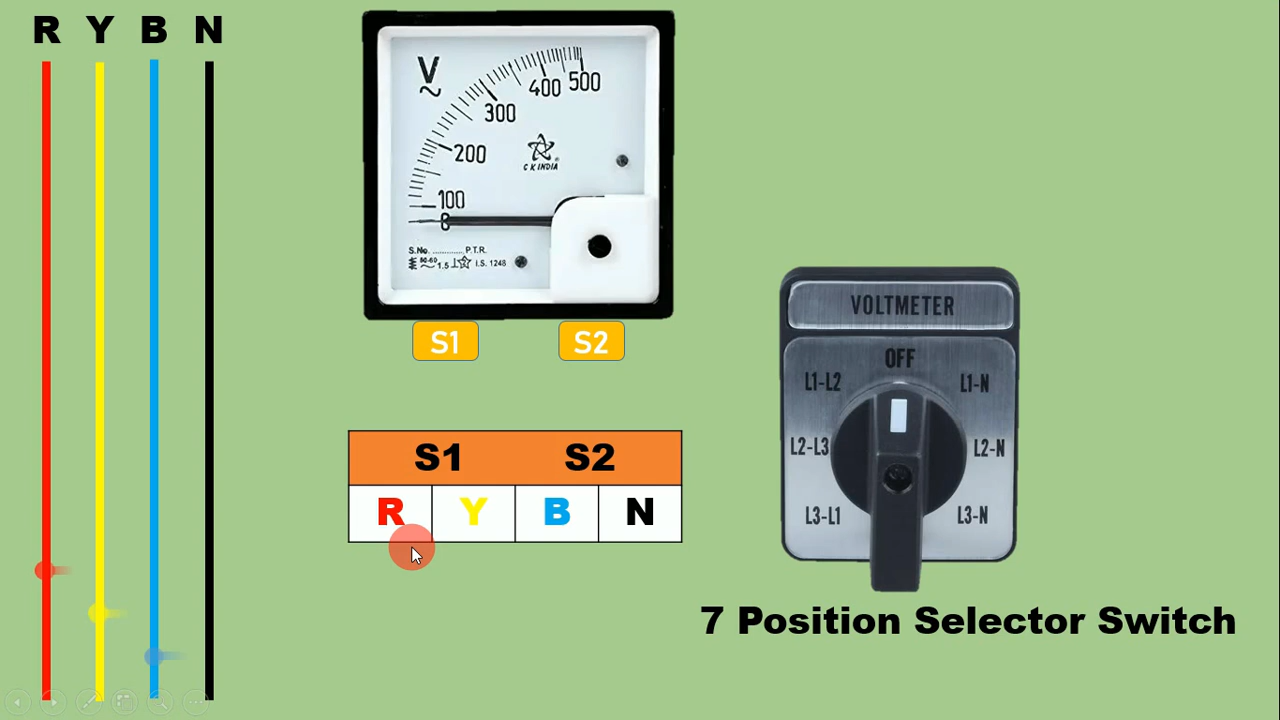 R Y B N
V
500
400
300
200
100
0
C K INDIA
S.No. ............. P.T.R.
50-60 1.5 I.S. 1248
S1 S2
S1 S2
R Y B N
VOLTMETER
OFF
L1-L2 L1-N
L2-L3 L2-N
L3-L1 L3-N
7 Position Selector Switch